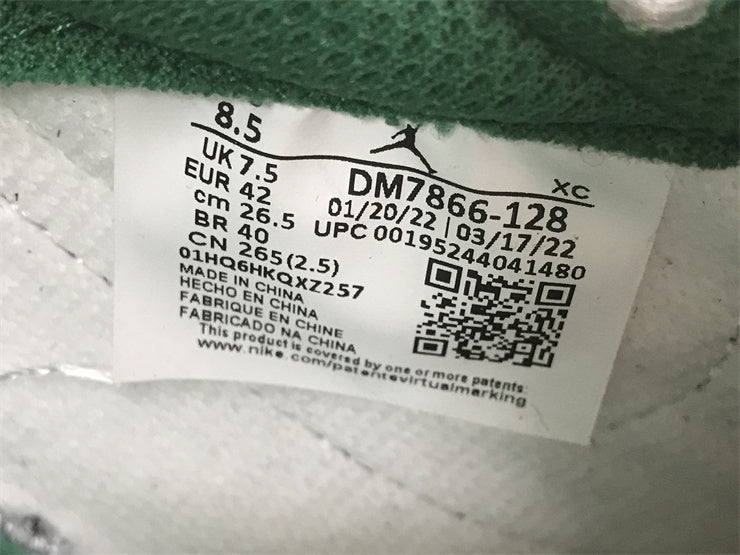 8.5
XC
UK 7.5
EUR 42
cm 26.5
BR 40
CN 265(2.5)
DM7866-128
01/20/22 | 03/17/22
UPC 00195244041480
01HQ6HKQXZ257
MADE IN CHINA
HECHO EN CHINA
FABRIQUE EN CHINE
FABRICADO NA CHINA
This product is covered by one or more patents:
www.nike.com/patentevirtualmarking